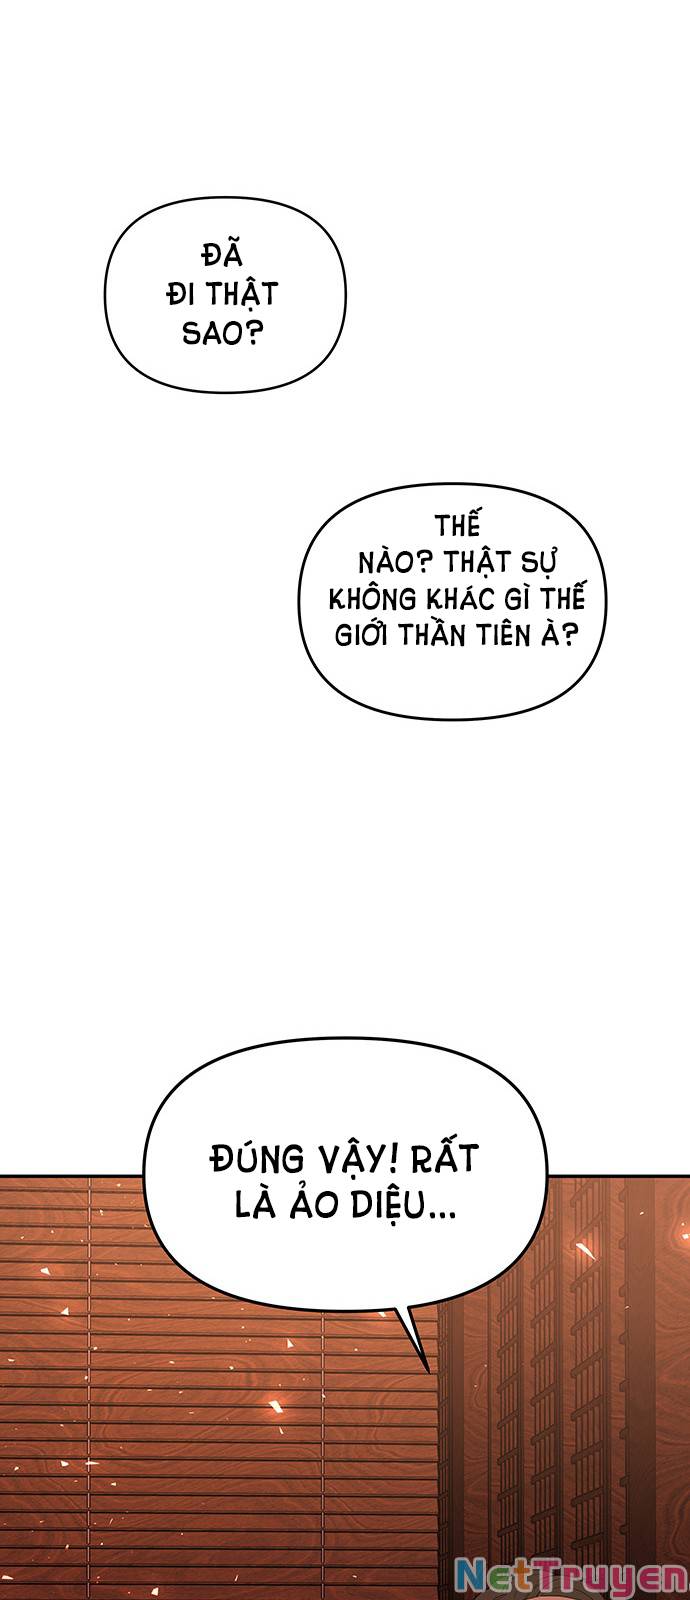 ĐÃ
ĐI THẬT
SAO?
THẾ
NÀO? THẬT SỰ
KHÔNG KHÁC GÌ THẾ
GIỚI THẦN TIÊN À?
ĐÚNG VẬY! RẤT
LÀ ẢO DIỆU...
NetTruyen